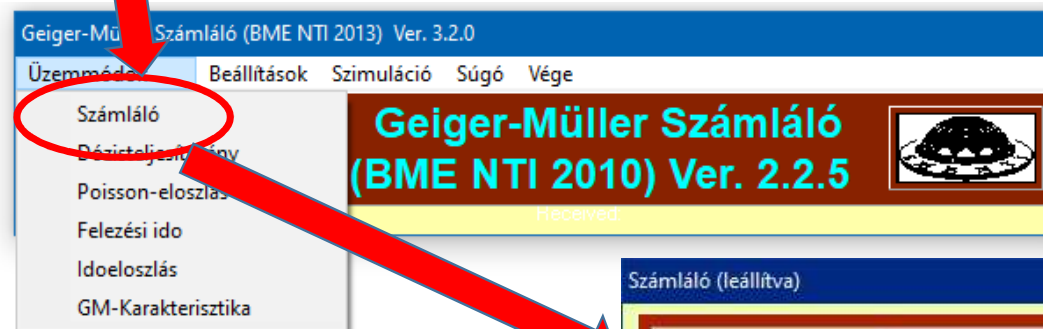 Geiger-Mü Számláló (BME NTI 2013) Ver. 3.2.0
Beállítások Szimuláció Súgó Vége
Számláló
Geiger-Müller Számláló
(BME NTI 2010) Ver. 2.2.5
Poisson-eloszlás
Received:
Felezési ido
Idoeloszlás
GM-Karakterisztika
Számláló (leállítva)